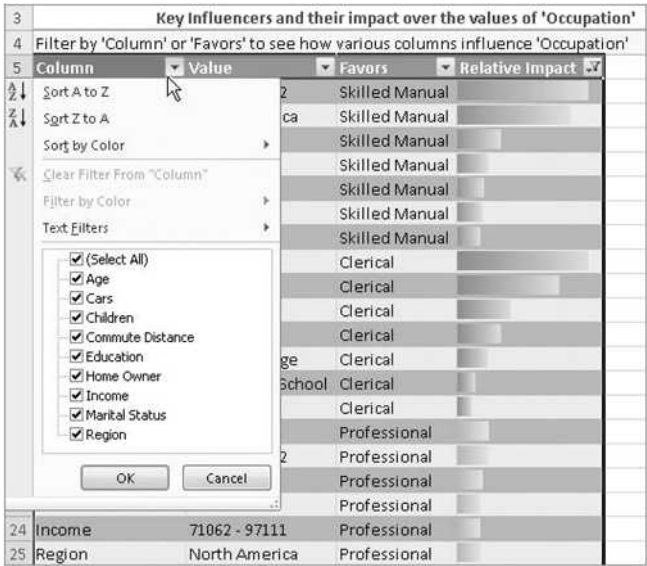 3 Key Influencers and their impact over the values of 'Occupation'
4 Filter by 'Column' or 'Favors' to see how various columns influence 'Occupation'
5 Column Value Favors Relative Impact
Sort A to Z 2 Skilled Manual
Sort Z to A ca Skilled Manual
Sort by Color Skilled Manual
Clear Filter From "Column" Skilled Manual
Filter by Color Skilled Manual
Text Filters Skilled Manual
Skilled Manual
(Select All) Clerical
Age Clerical
Cars
Children Clerical
Commute Distance Clerical
Education ge Clerical
Home Owner School Clerical
Income
Marital Status Clerical
Region Professional
2 Professional
OK Cancel Professional
Professional
24 Income 71062 - 97111 Professional
25 Region North America Professional